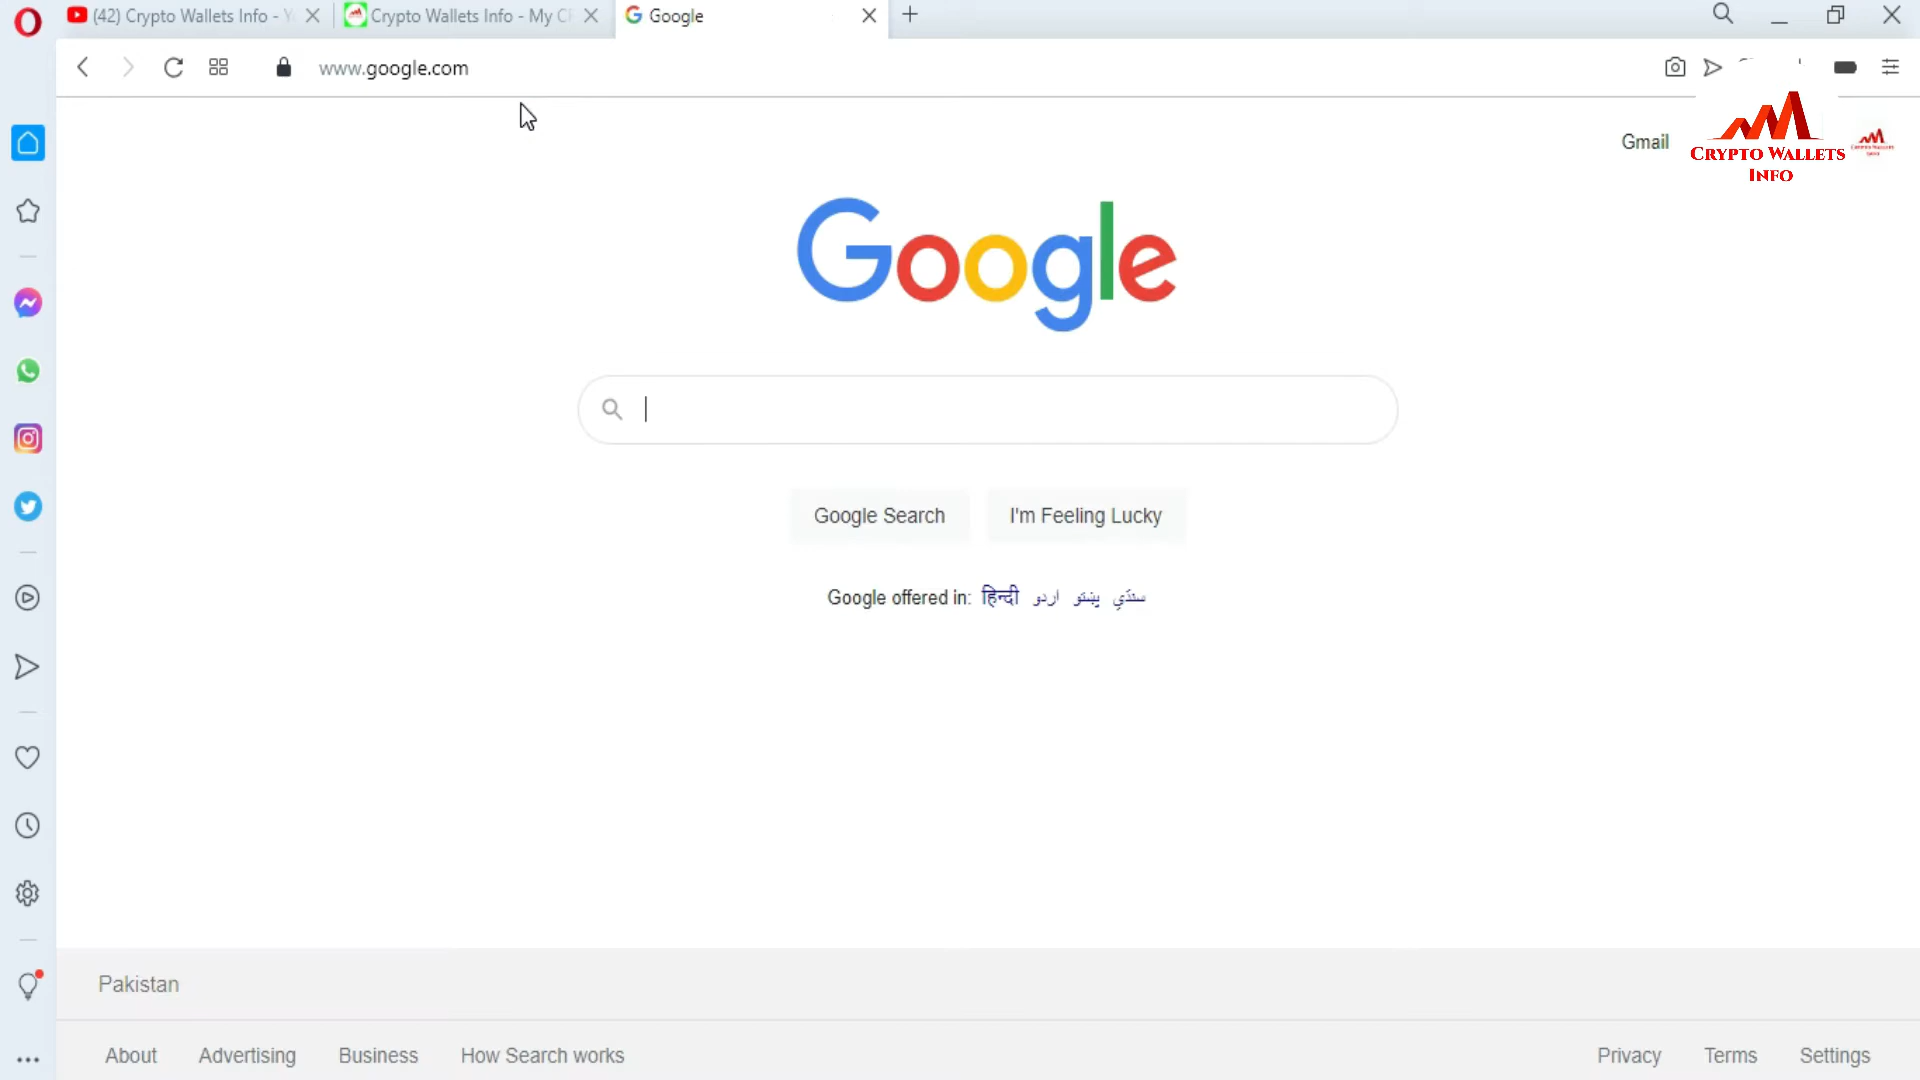 (42) Crypto Wallets Info - Y
Crypto Wallets Info - My C
Google
www.google.com
Gmail
CRYPTO WALLETS
INFO
Google
Google Search
I'm Feeling Lucky
Google offered in: हिन्दी اردو پښتو سنڌي
Pakistan
About Advertising Business How Search works
Privacy Terms Settings